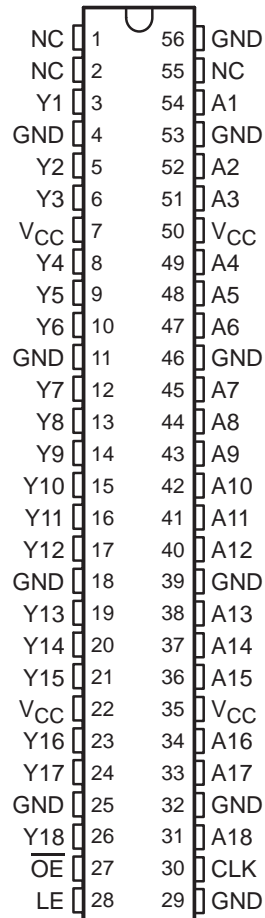 NC 1 56 GND
NC 2 55 NC
Y1 3 54 A1
GND 4 53 GND
Y2 5 52 A2
Y3 6 51 A3
VCC 7 50 VCC
Y4 8 49 A4
Y5 9 48 A5
Y6 10 47 A6
GND 11 46 GND
Y7 12 45 A7
Y8 13 44 A8
Y9 14 43 A9
Y10 15 42 A10
Y11 16 41 A11
Y12 17 40 A12
GND 18 39 GND
Y13 19 38 A13
Y14 20 37 A14
Y15 21 36 A15
VCC 22 35 VCC
Y16 23 34 A16
Y17 24 33 A17
GND 25 32 GND
Y18 26 31 A18
O̅E̅ 27 30 CLK
LE 28 29 GND